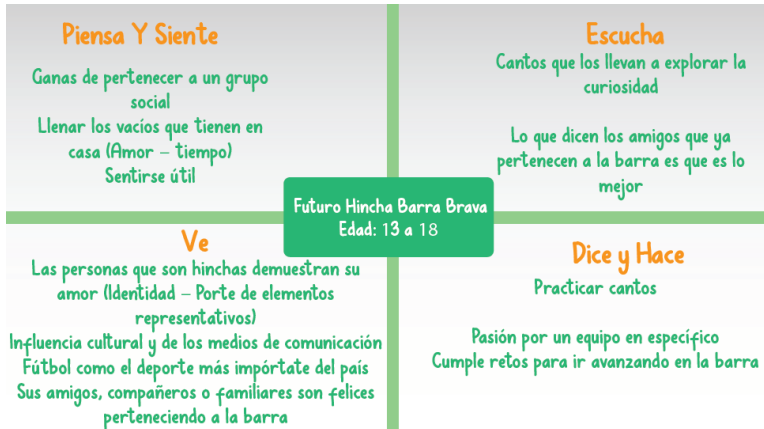 Piensa Y Siente
Ganas de pertenecer a un grupo
social
Llenar los vacíos que tienen en
casa (Amor – tiempo)
Sentirse útil
Escucha
Cantos que los llevan a explorar la
curiosidad
Lo que dicen los amigos que ya
pertenecen a la barra es que es lo
mejor
Futuro Hincha Barra Brava
Edad: 13 a 18
Ve
Las personas que son hinchas demuestran su
amor (Identidad – Porte de elementos
representativos)
Influencia cultural y de los medios de comunicación
Fútbol como el deporte más impórtate del país
Sus amigos, compañeros o familiares son felices
perteneciendo a la barra
Dice y Hace
Practicar cantos
Pasión por un equipo en específico
Cumple retos para ir avanzando en la barra